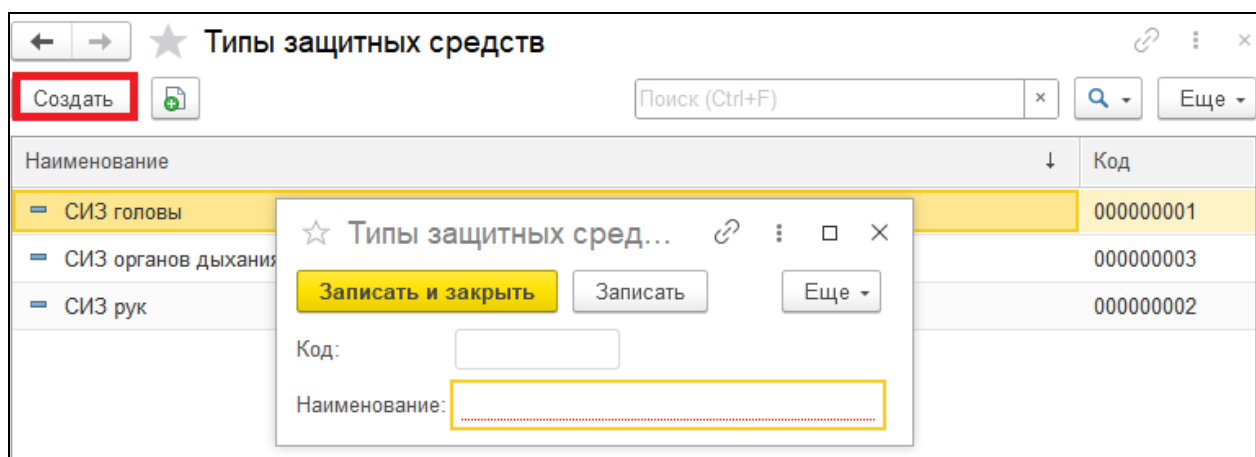 Типы защитных средств
Создать
Поиск (Ctrl+F)
Еще
Наименование
Код
СИЗ головы
000000001
СИЗ органов дыхания
000000003
СИЗ рук
000000002
Типы защитных сред...
Записать и закрыть
Записать
Еще
Код:
Наименование: